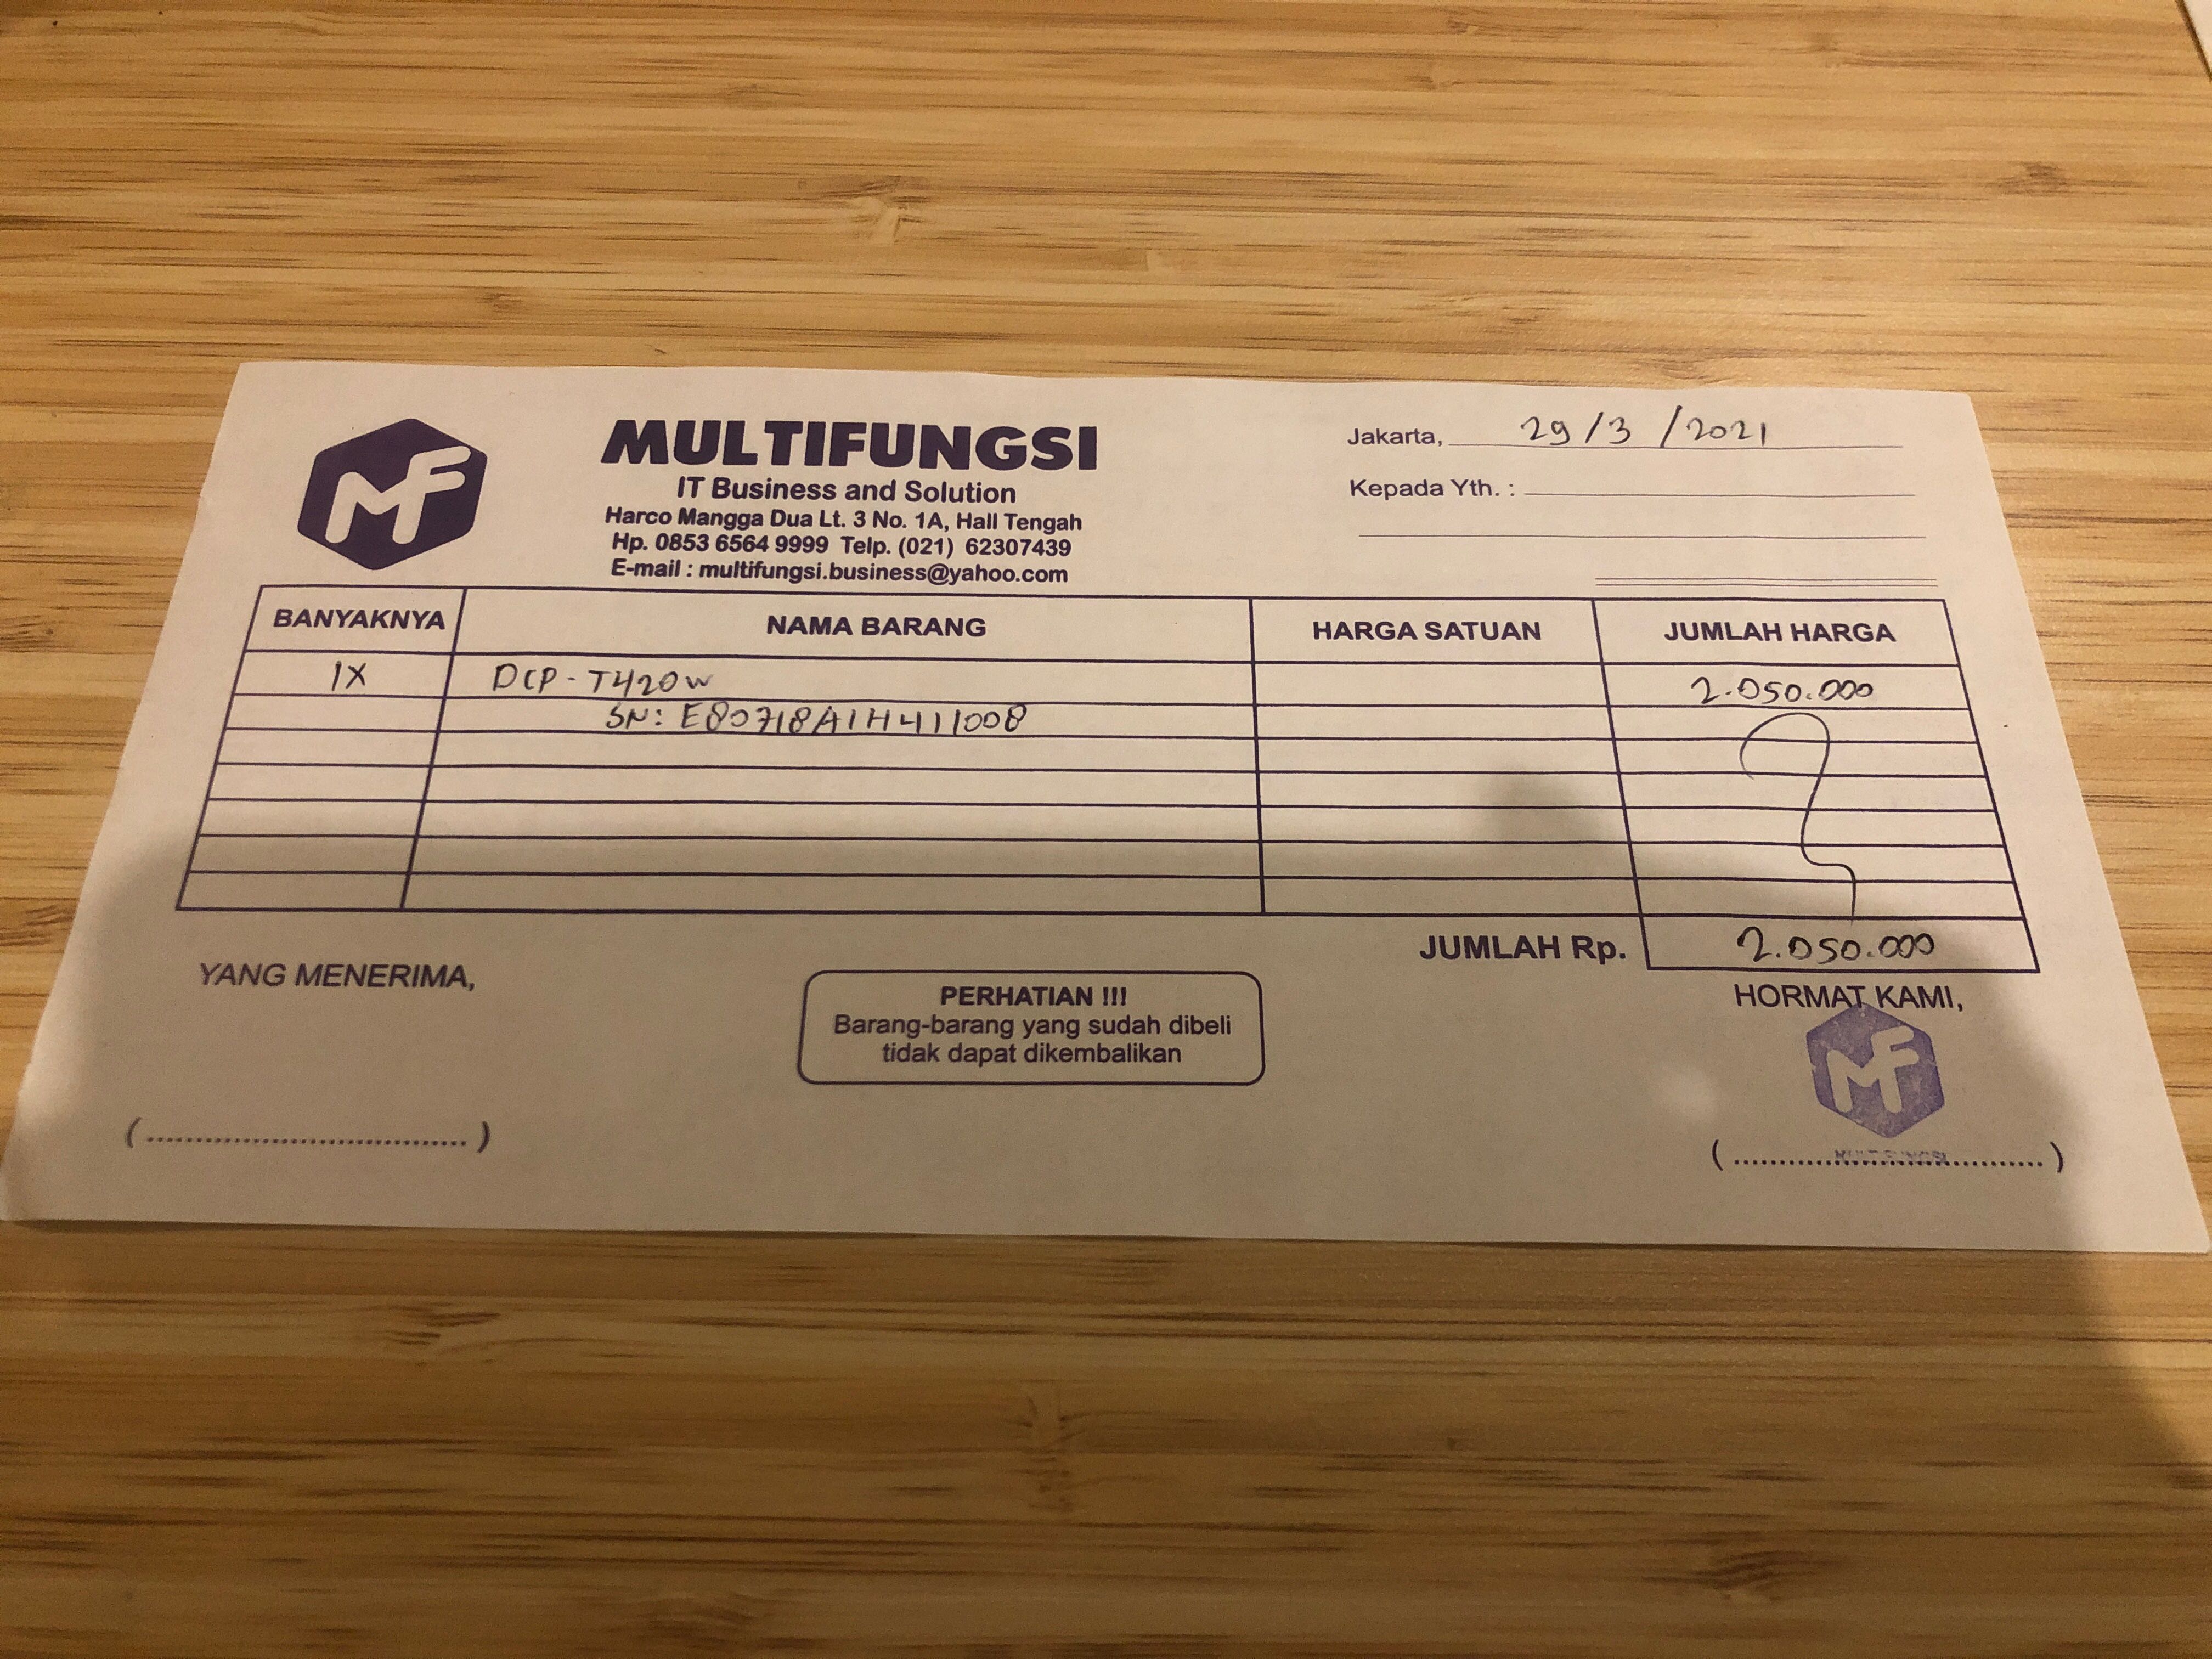 MF
MULTIFUNGSI
IT Business and Solution
Harco Mangga Dua Lt. 3 No. 1A, Hall Tengah
Hp. 0853 6564 9999 Telp. (021) 62307439
E-mail : multifungsi.business@yahoo.com
Jakarta, 29/3/2021
Kepada Yth. :
BANYAKNYA NAMA BARANG HARGA SATUAN JUMLAH HARGA
1X DCP-T420W 2.050.000
SN: E80718A1H411008
JUMLAH Rp. 2.050.000
YANG MENERIMA,
PERHATIAN !!!
Barang-barang yang sudah dibeli
tidak dapat dikembalikan
HORMAT KAMI,
MF
MULTIFUNGSI